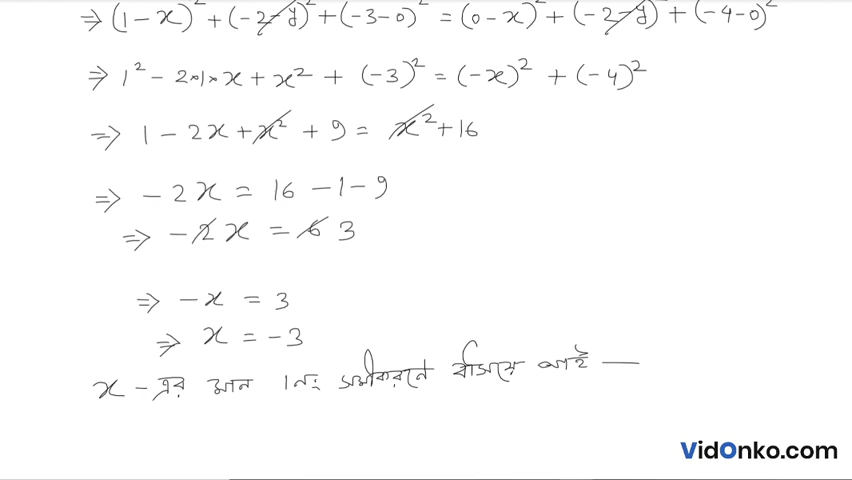 ⇒ (1-x)² + (-2-y)² + (-3-0)² = (0-x)² + (-2-y)² + (-4-0)²
⇒ 1² - 2×1×x + x² + (-3)² = (-x)² + (-4)²
⇒ 1 - 2x + x² + 9 = x² + 16
⇒ -2x = 16 - 1 - 9
⇒ -2x = 6 3
⇒ -x = 3
⇒ x = -3
x - এর মান ১নং সমীকরণে বসিয়ে পাই —
VidOnko.com